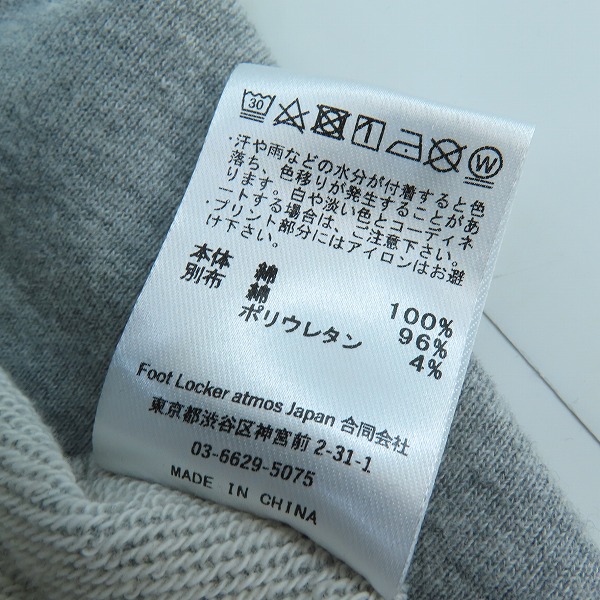 30
W
・汗や雨などの水分が付着すると色
落ち、色移りが発生することがあ
ります。白や淡い色とコーディネ
ートする場合は、ご注意下さい。
・プリント部分にはアイロンはお避
け下さい。
本体 綿 100%
別布 綿 96%
ポリウレタン 4%
Foot Locker atmos Japan 合同会社
東京都渋谷区神宮前 2-31-1
03-6629-5075
MADE IN CHINA